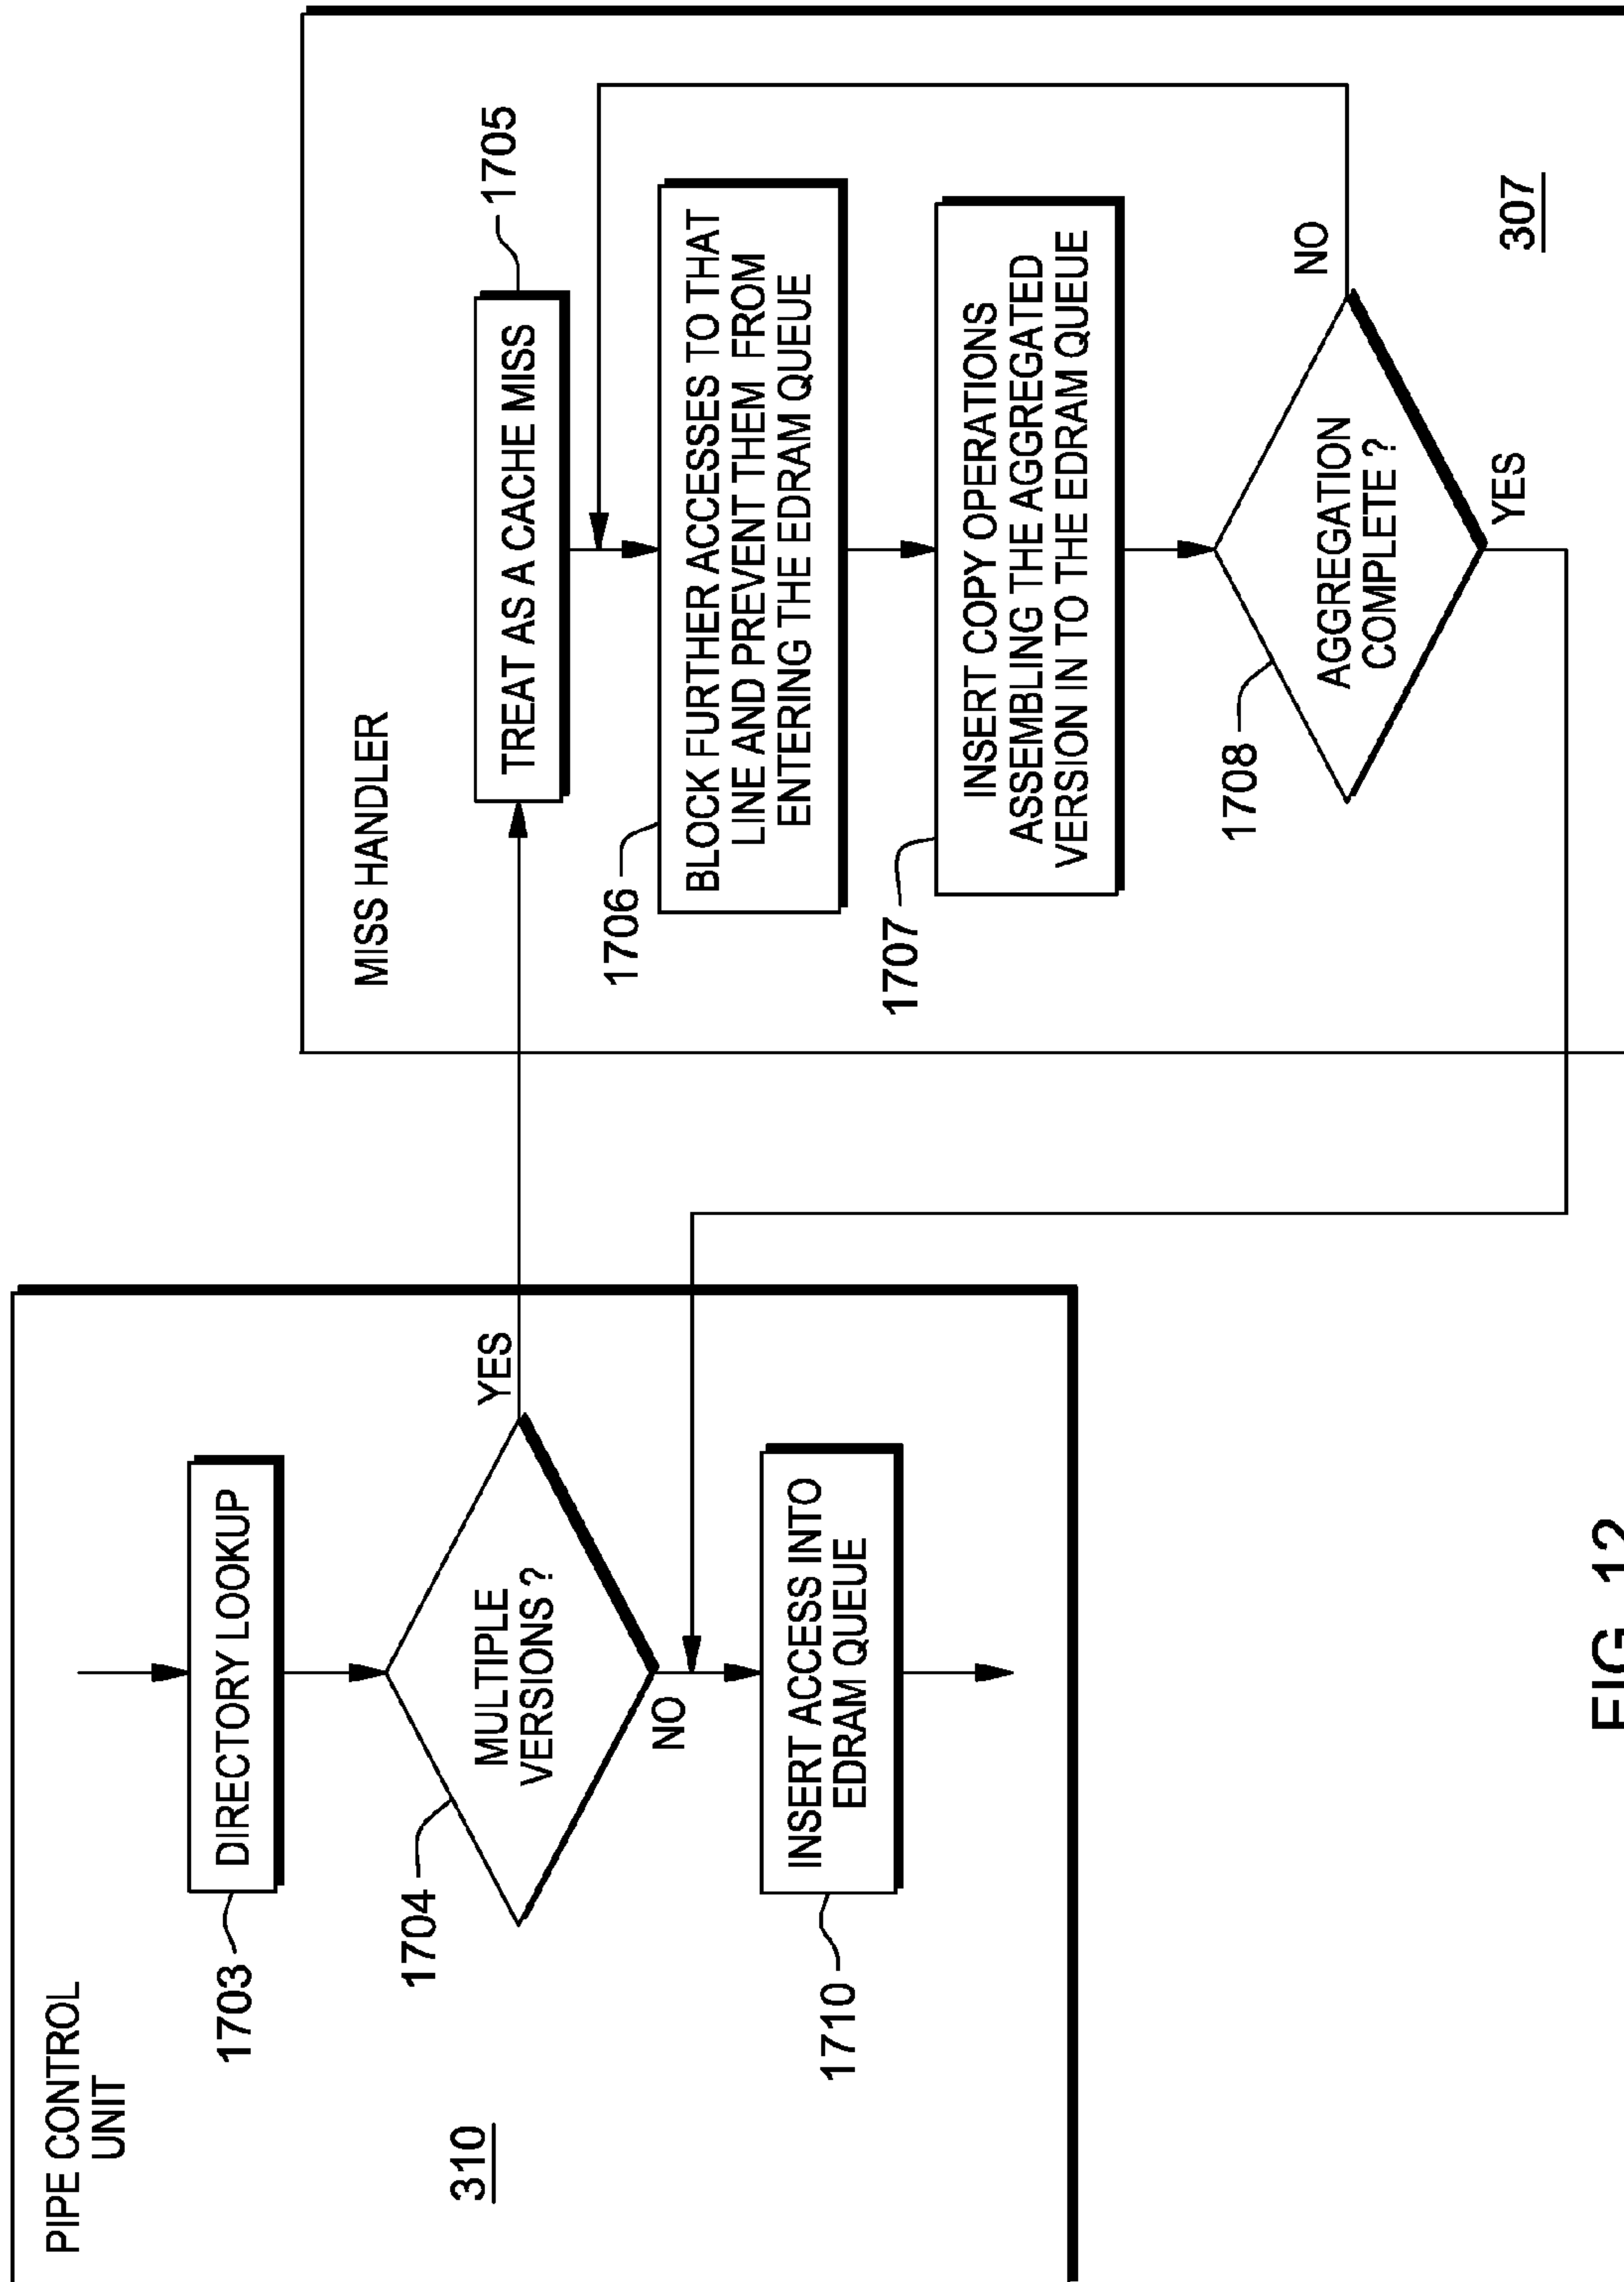 PIPE CONTROL
UNIT
310
1703
DIRECTORY LOOKUP
1704
MULTIPLE
VERSIONS ?
YES
NO
1710
INSERT ACCESS INTO
EDRAM QUEUE
MISS HANDLER
1705
TREAT AS A CACHE MISS
1706
BLOCK FURTHER ACCESSES TO THAT
LINE AND PREVENT THEM FROM
ENTERING THE EDRAM QUEUE
1707
INSERT COPY OPERATIONS
ASSEMBLING THE AGGREGATED
VERSION IN TO THE EDRAM QUEUE
1708
AGGREGATION
COMPLETE ?
NO
YES
307
FIG. 12